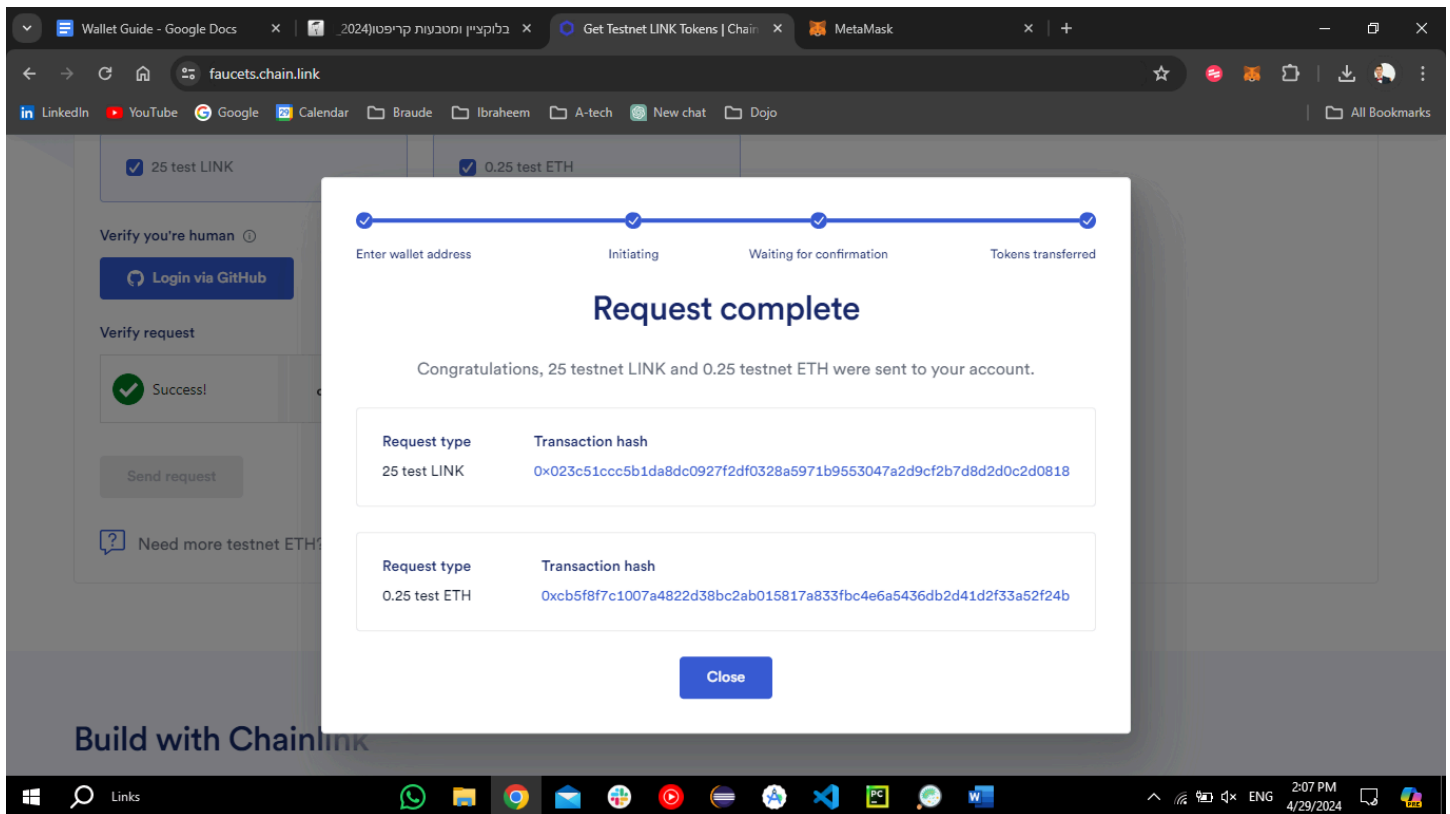 Wallet Guide - Google Docs
בלוקציין ומטבעות קריפטו(2024_
Get Testnet LINK Tokens | Chain
MetaMask
faucets.chain.link
LinkedIn YouTube Google Calendar Braude Ibraheem A-tech New chat Dojo All Bookmarks
25 test LINK
0.25 test ETH
Verify you're human
Login via GitHub
Verify request
Success!
Send request
Need more testnet ETH?
Enter wallet address
Initiating
Waiting for confirmation
Tokens transferred
Request complete
Congratulations, 25 testnet LINK and 0.25 testnet ETH were sent to your account.
Request type Transaction hash
25 test LINK 0x023c51ccc5b1da8dc0927f2df0328a5971b9553047a2d9cf2b7d8d2d0c2d0818
Request type Transaction hash
0.25 test ETH 0xcb5f8f7c1007a4822d38bc2ab015817a833fbc4e6a5436db2d41d2f33a52f24b
Close
Build with Chainlink
Links
ENG
2:07 PM
4/29/2024